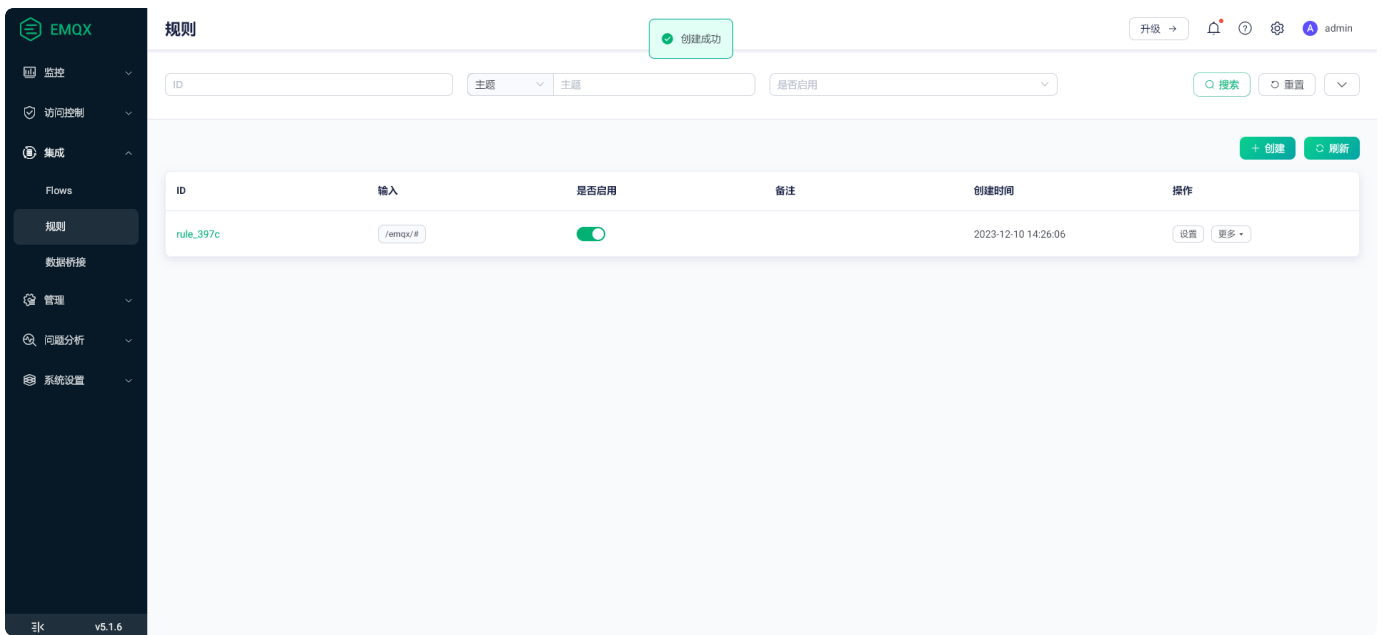 EMQX
监控
访问控制
集成
Flows
规则
数据桥接
管理
问题分析
系统设置
v5.1.6
规则
创建成功
升级 →
A admin
ID 主题 主题 是否启用 搜索 重置
+ 创建 刷新
ID 输入 是否启用 备注 创建时间 操作
rule_397c /emqx/# 2023-12-10 14:26:06 设置 更多